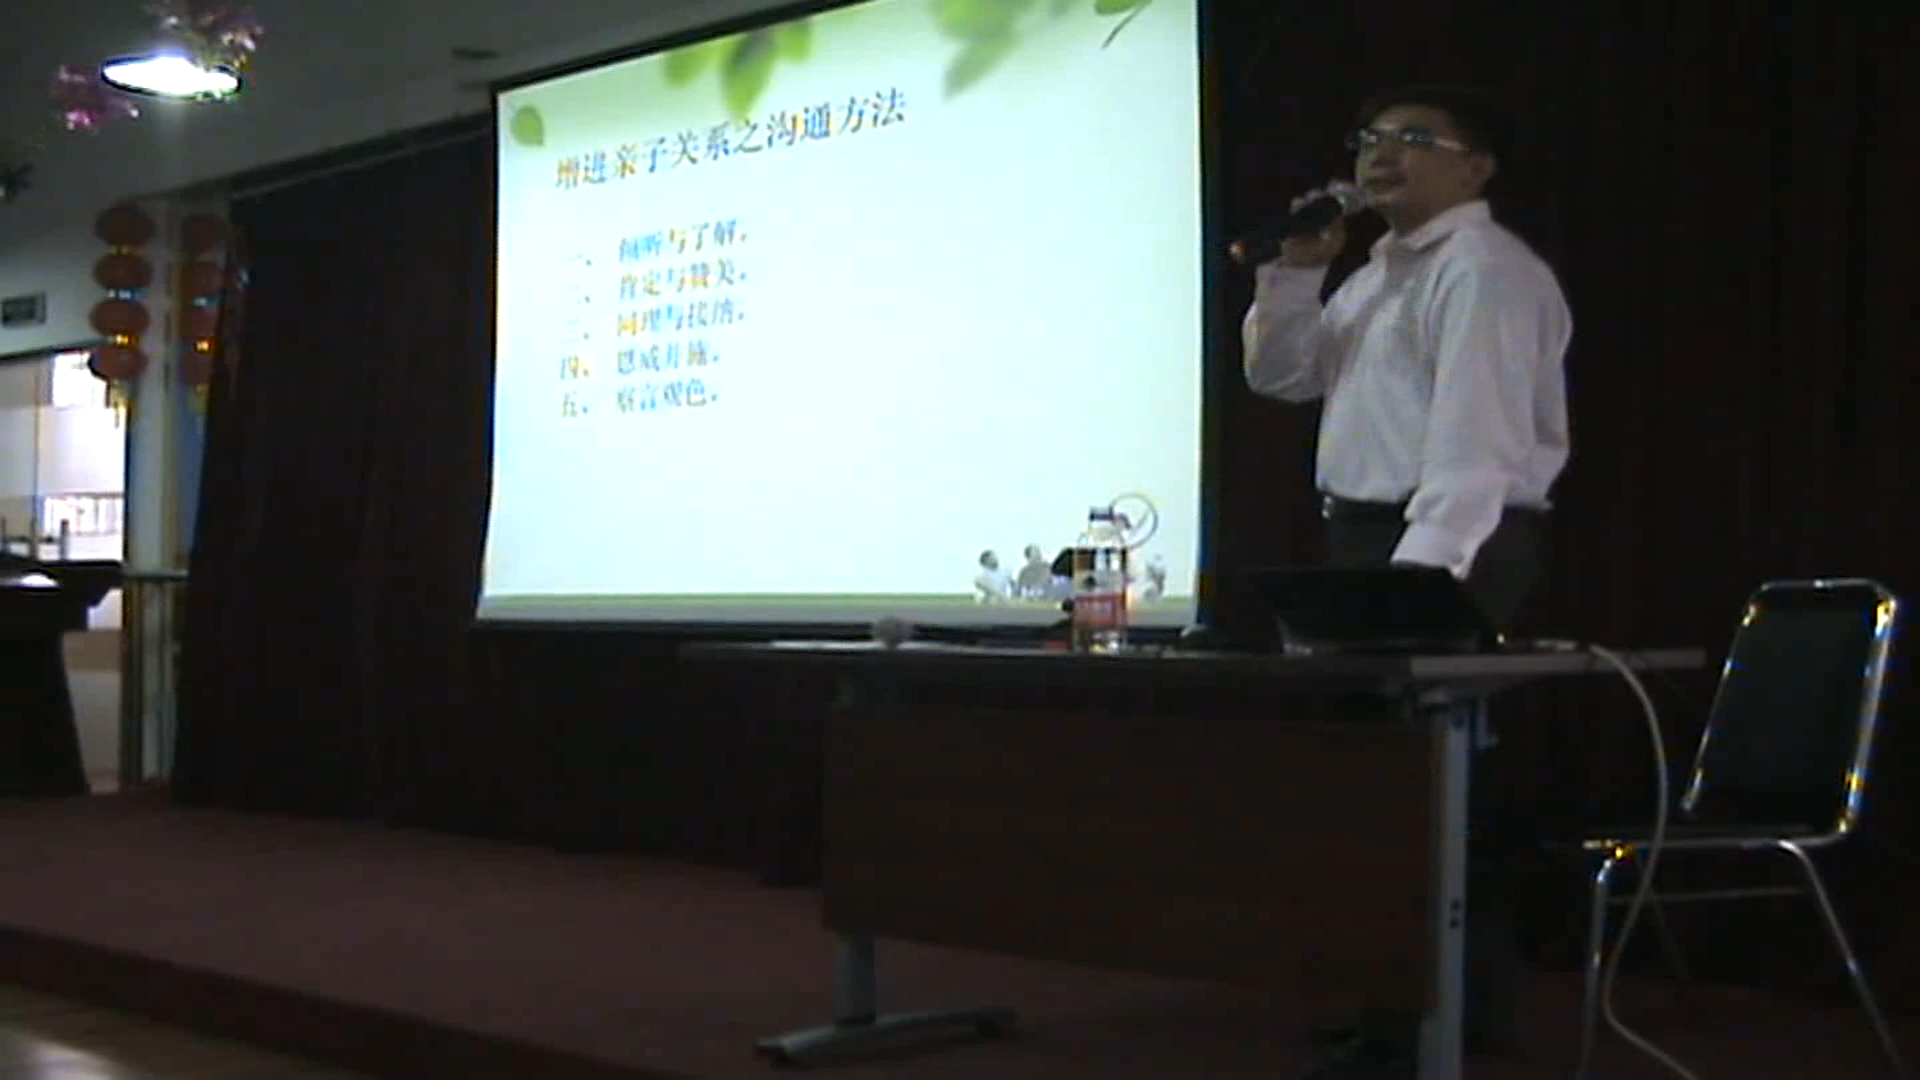 增进亲子关系之沟通方法
一、 倾听与了解。
二、 肯定与赞美。
三、 同理与接纳。
四、 恩威并施。
五、 察言观色。